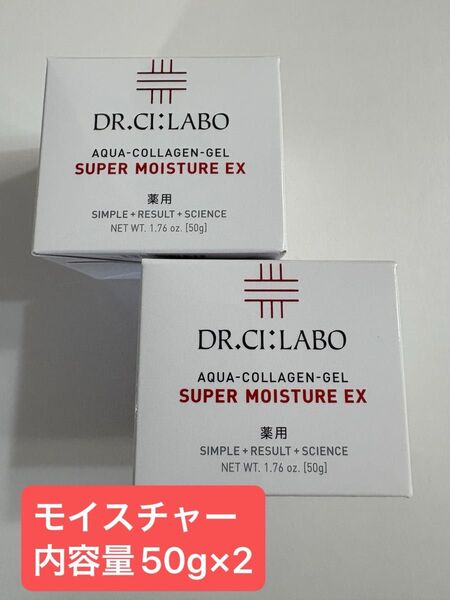 DR.CI:LABO
AQUA-COLLAGEN-GEL
SUPER MOISTURE EX
薬用
SIMPLE+RESULT+SCIENCE
NET WT. 1.76 oz. [50g]
DR.CI:LABO
AQUA-COLLAGEN-GEL
SUPER MOISTURE EX
薬用
SIMPLE+RESULT+SCIENCE
NET WT. 1.76 oz. [50g]
モイスチャー
内容量50g×2